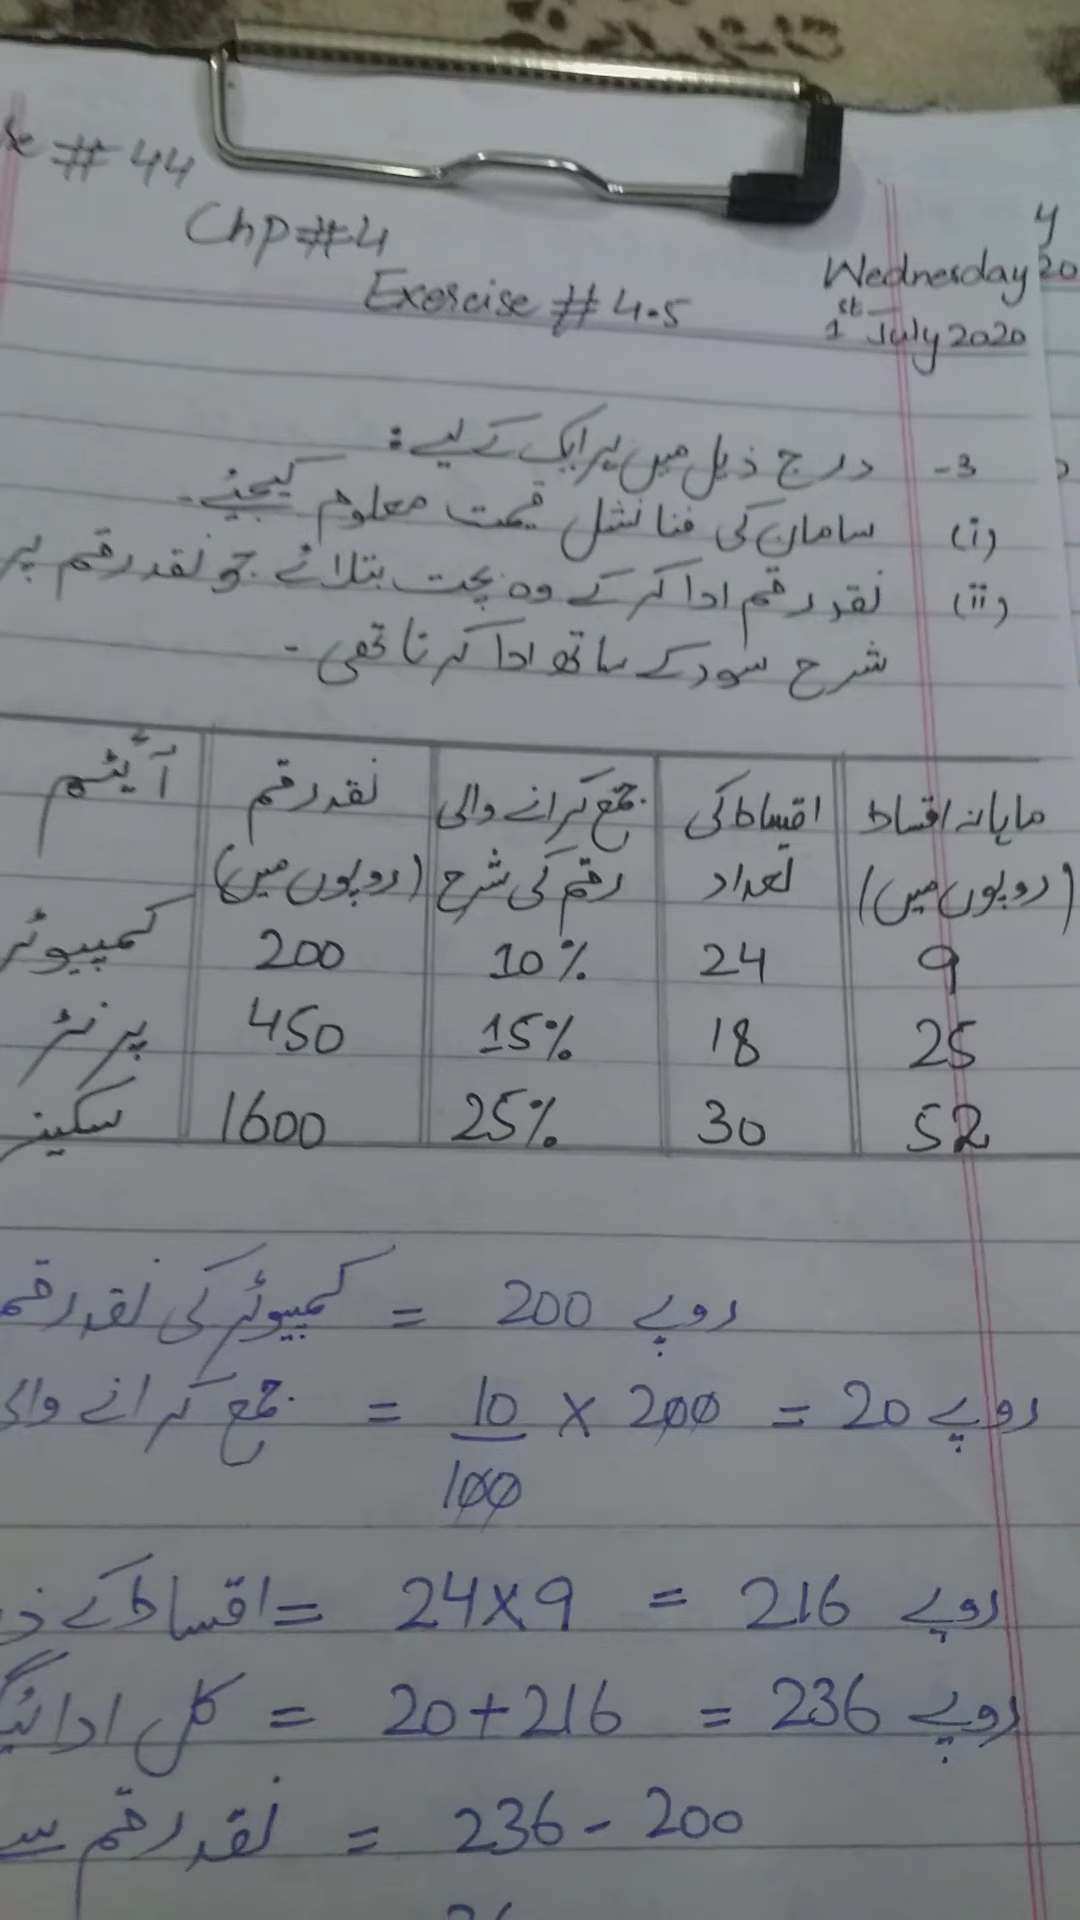 # 44
Chp#4
Wednesday
Exercise # 4.5
1st July 2020
3- درج ذیل میں ہر ایک کے لیے:
(i) سامان کی فنانشل قیمت معلوم کیجئے۔
(ii) نقد رقم ادا کر کے وہ بچت بتلائے جو نقد رقم پر
شرح سود کے ساتھ ادا کرنا تھی۔
آئیٹم نقد رقم جمع کرانے والی اقساط کی ماہانہ اقساط
(روپوں میں) رقم کی شرح تعداد (روپوں میں)
کمپیوٹر 200 10% 24 9
پرنٹر 450 15% 18 25
سکینر 1600 25% 30 52
کمپیوٹر کی نقد رقم = 200 روپے
جمع کرانے والی = 10/100 × 200 = 20 روپے
اقساط کے = 24×9 = 216 روپے
کل = 20+216 = 236 روپے
نقد رقم سے = 236 - 200